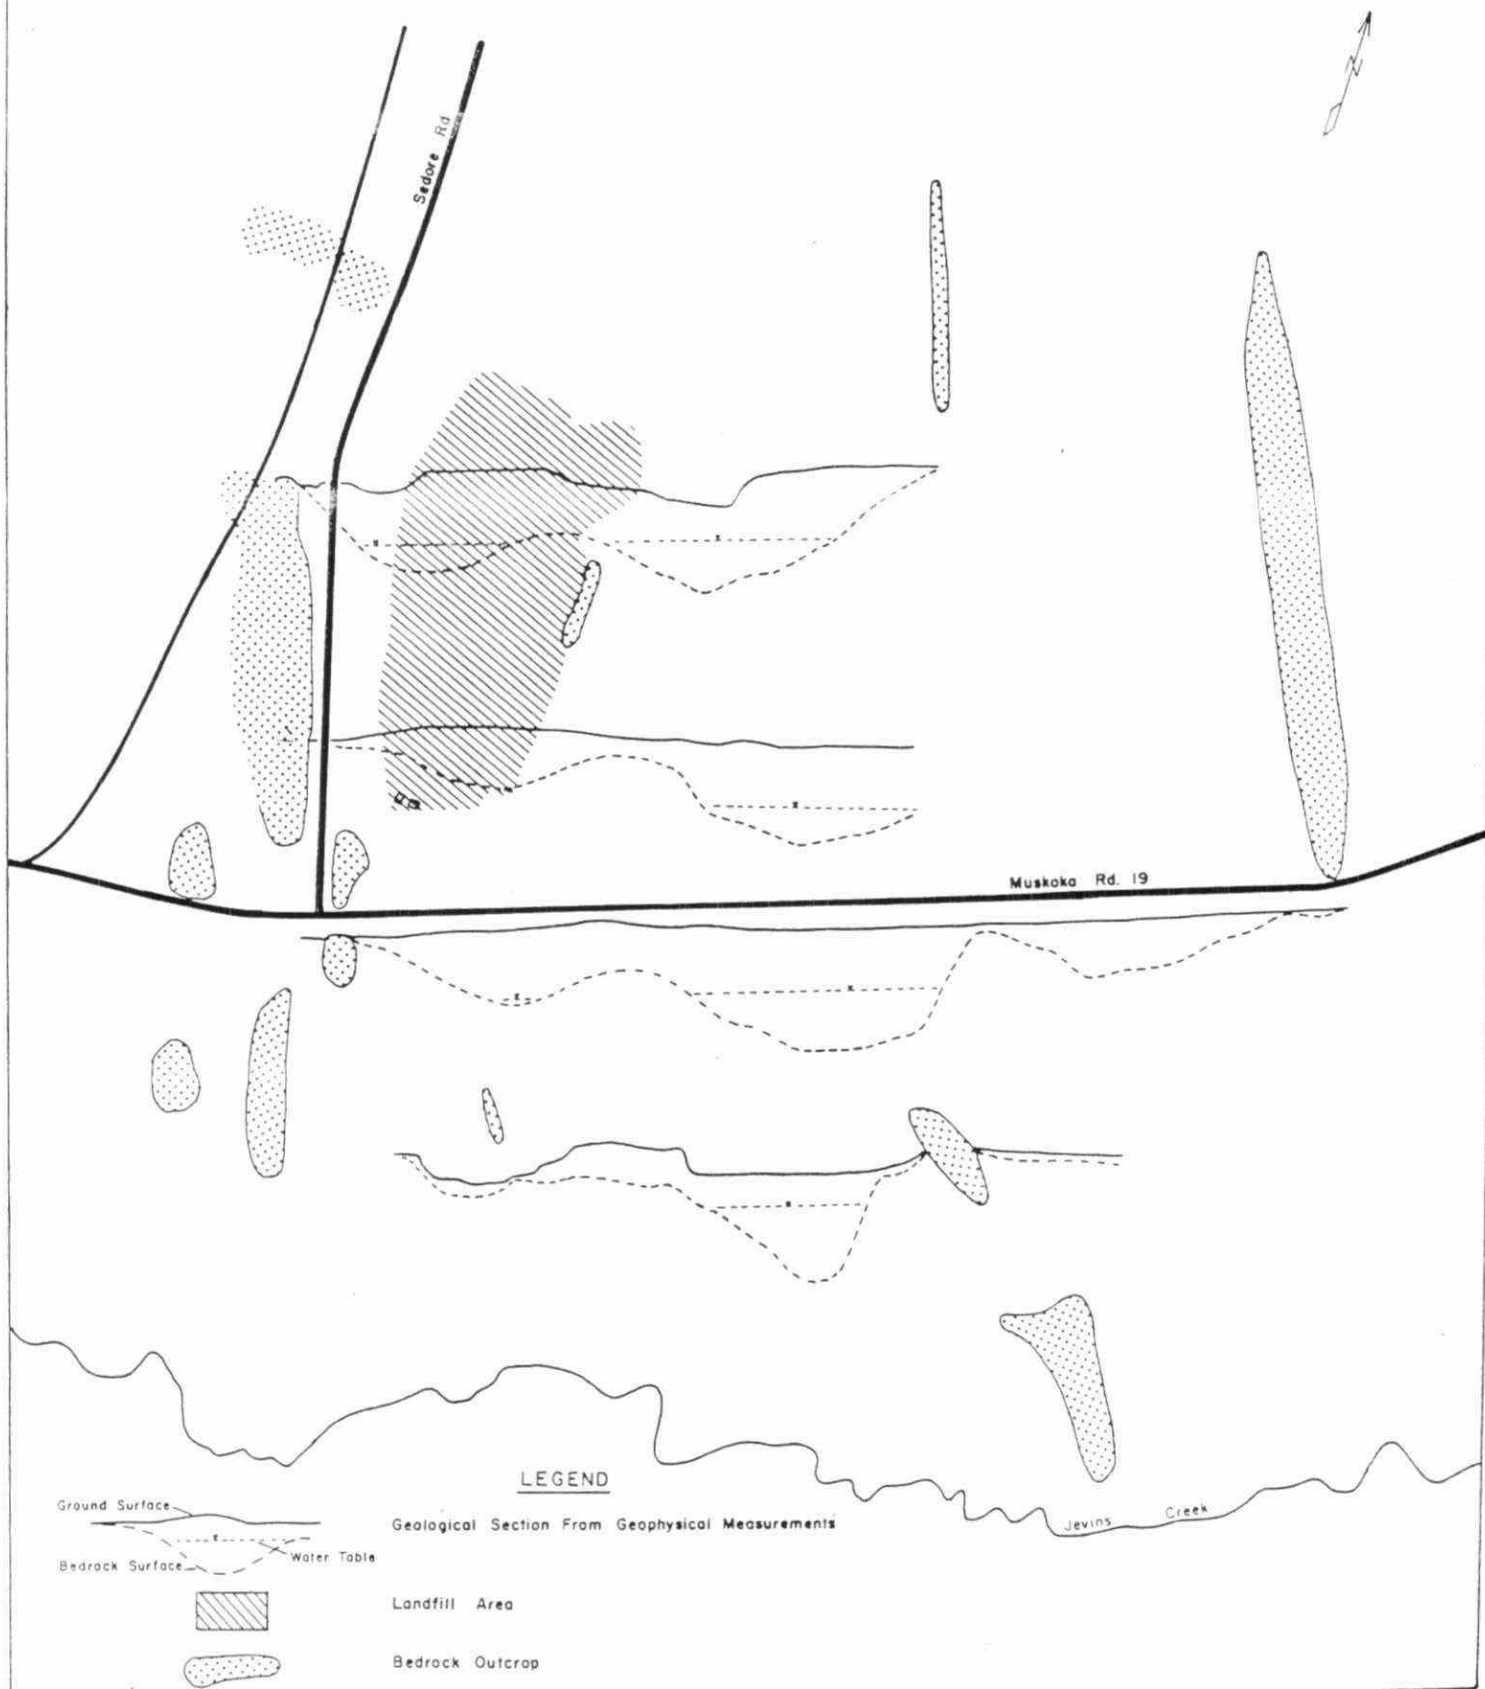 N
Sedore Rd
Muskoka Rd. 19
LEGEND
Ground Surface
Geological Section From Geophysical Measurements
Water Table
Bedrock Surface
Landfill Area
Bedrock Outcrop
Jevins Creek